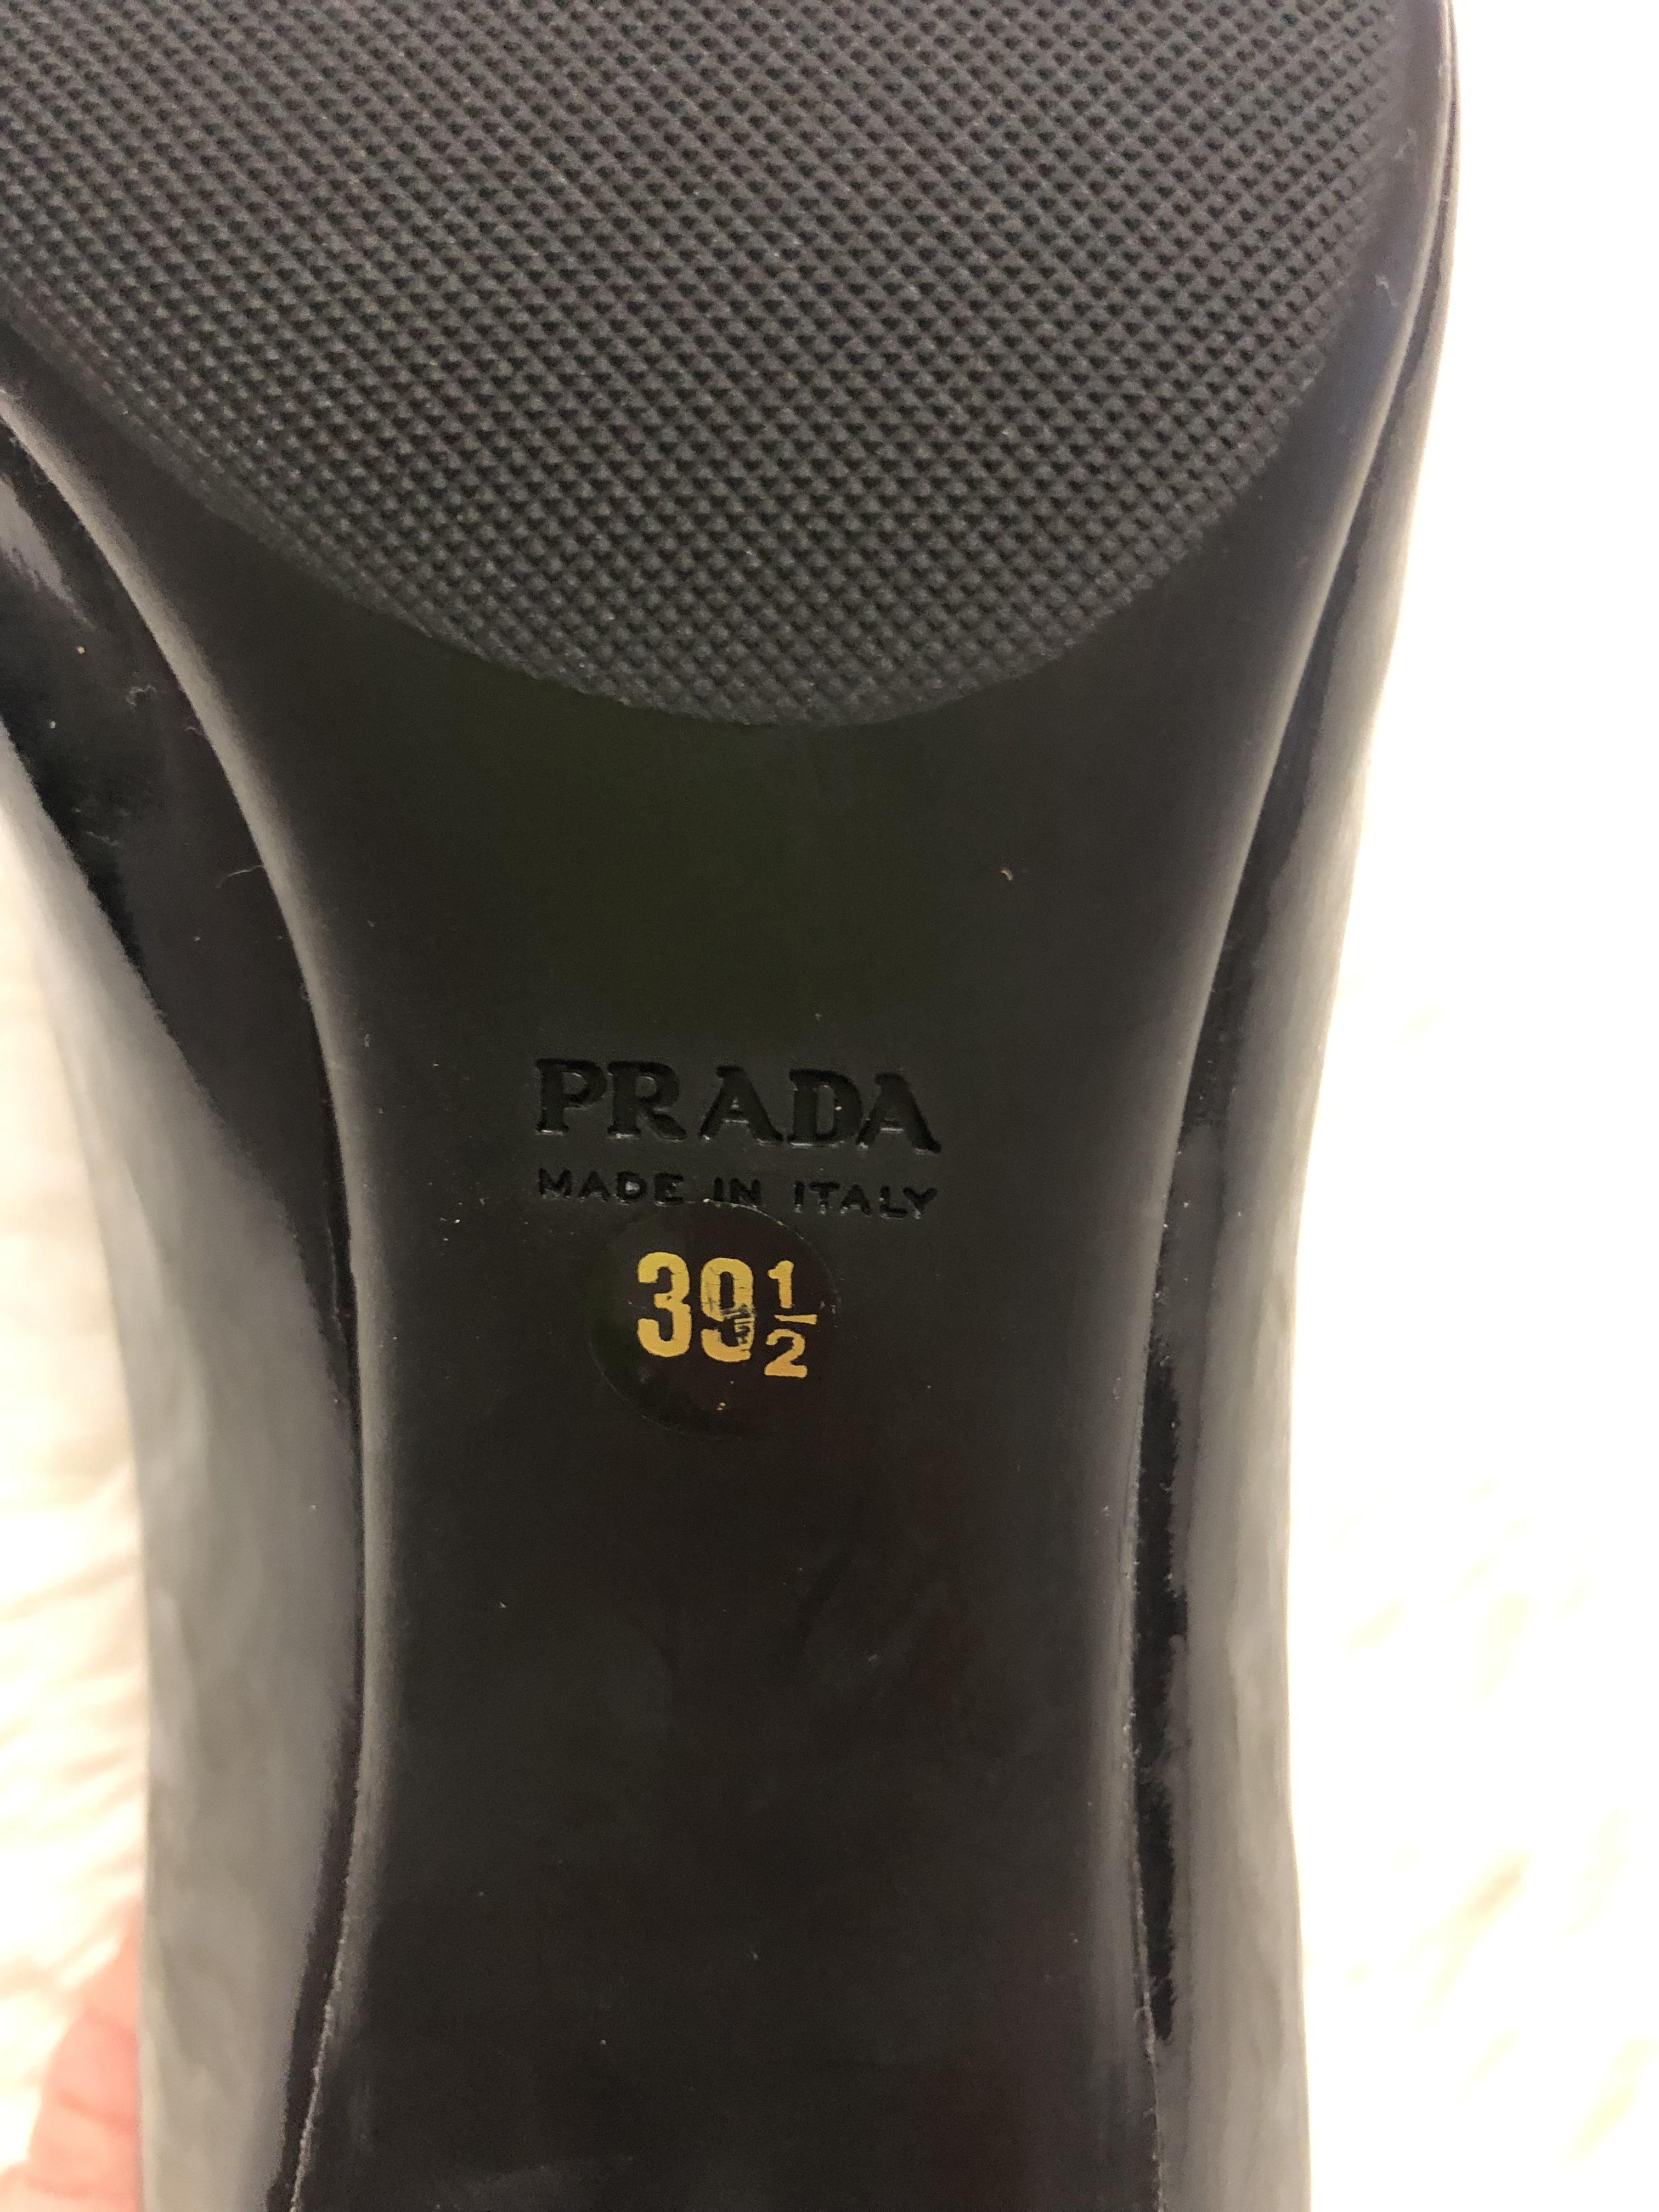 PRADA
MADE IN ITALY
39 1/2